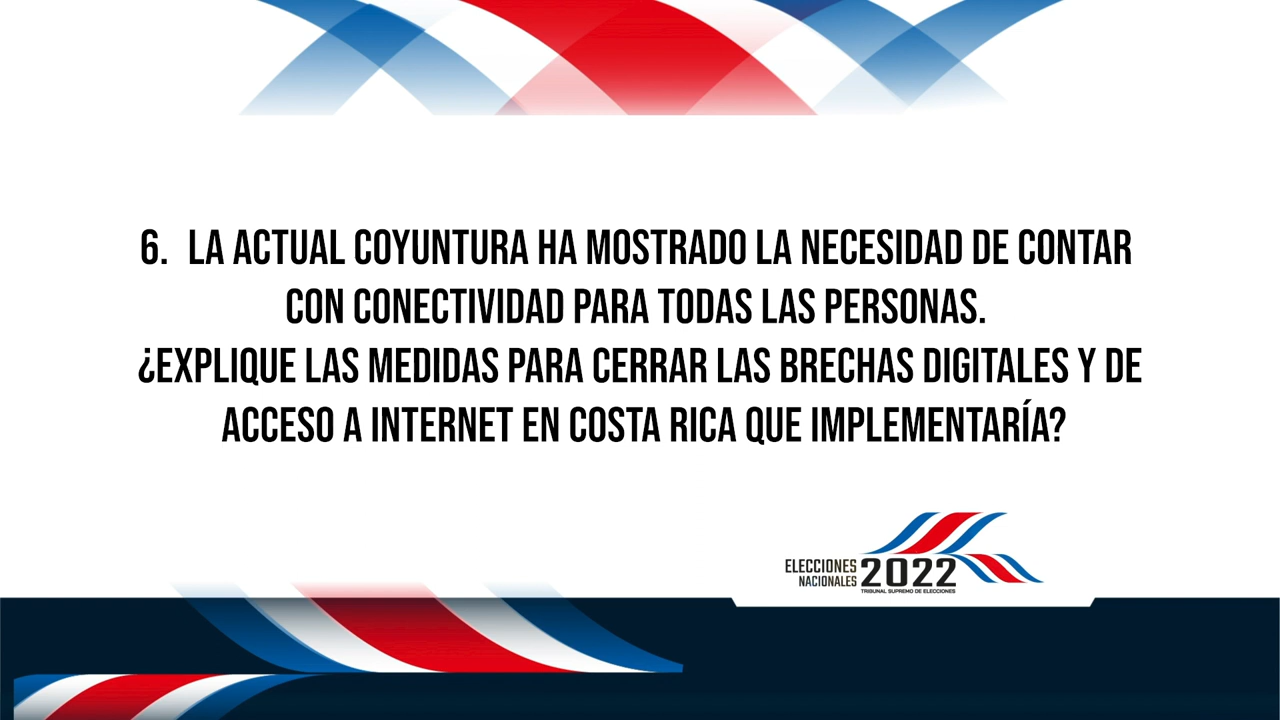 6. LA ACTUAL COYUNTURA HA MOSTRADO LA NECESIDAD DE CONTAR
CON CONECTIVIDAD PARA TODAS LAS PERSONAS.
¿EXPLIQUE LAS MEDIDAS PARA CERRAR LAS BRECHAS DIGITALES Y DE
ACCESO A INTERNET EN COSTA RICA QUE IMPLEMENTARÍA?
ELECCIONES
NACIONALES
2022
TRIBUNAL SUPREMO DE ELECCIONES